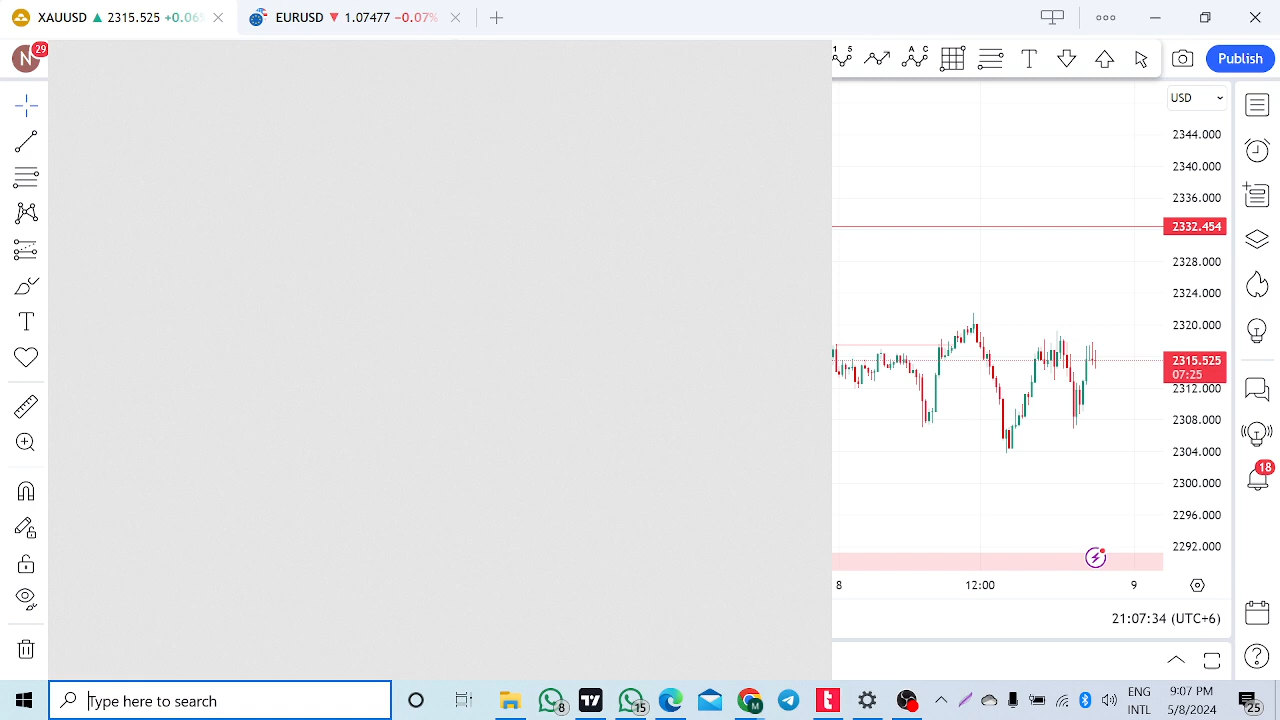 XAUUSD ▲ 2315.525 +0.06
EURUSD ▼ 1.07477 −0.07%
N 29
1 5
A C
T
Publish
USD
2344.000
2340.000
2336.000
2332.454
2328.000
2324.000
2320.000
2315.525
07:25
2312.000
2308.000
2304.000
2300.000
2296.000
2292.000
18
8 12:00 9
21:07:34 (UTC+6)
Type here to search
15
M
t
ENG
INTL
9:07 PM
5/8/2024
25